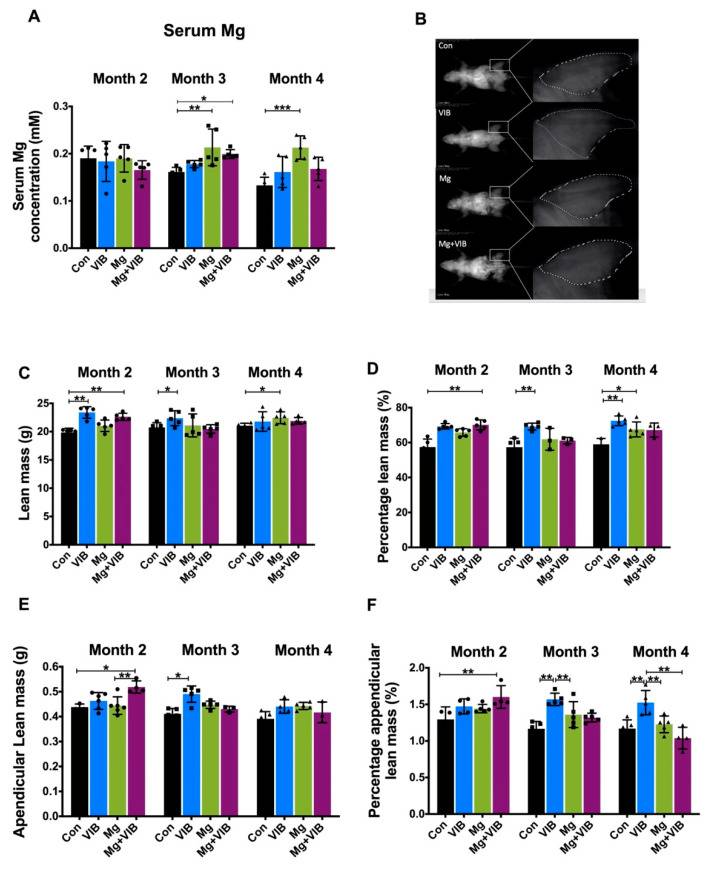 A
Serum Mg
Month 2 Month 3 Month 4
* ** ***
Serum Mg
concentration (mM)
0.3
0.2
0.1
0.0
Con VIB Mg Mg+VIB Con VIB Mg Mg+VIB Con VIB Mg Mg+VIB
B
Con
VIB
Mg
Mg+VIB
C
Month 2 Month 3 Month 4
** ** * *
Lean mass (g)
25
20
15
10
5
0
Con VIB Mg Mg+VIB Con VIB Mg Mg+VIB Con VIB Mg Mg+VIB
D
Month 2 Month 3 Month 4
** ** * **
Percentage lean mass (%)
80
60
40
20
0
Con VIB Mg Mg+VIB Con VIB Mg Mg+VIB Con VIB Mg Mg+VIB
E
Month 2 Month 3 Month 4
* ** *
Apendicular Lean mass (g)
0.6
0.5
0.4
0.3
0.2
0.1
0.0
Con VIB Mg Mg+VIB Con VIB Mg Mg+VIB Con VIB Mg Mg+VIB
F
Month 2 Month 3 Month 4
** ** ** ** ** **
Percentage appendicular
lean mass (%)
2.0
1.5
1.0
0.5
0.0
Con VIB Mg Mg+VIB Con VIB Mg Mg+VIB Con VIB Mg Mg+VIB